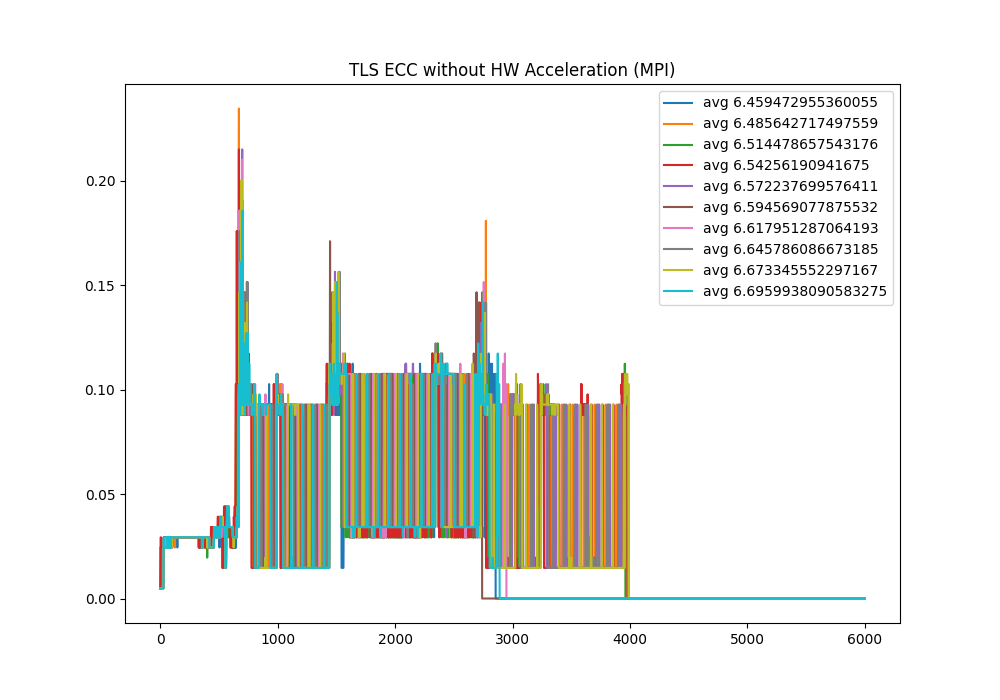 TLS ECC without HW Acceleration (MPI)
avg 6.459472955360055
avg 6.485642717497559
avg 6.514478657543176
avg 6.54256190941675
avg 6.572237699576411
avg 6.594569077875532
avg 6.617951287064193
avg 6.645786086673185
avg 6.673345552297167
avg 6.6959938090583275
0.20
0.15
0.10
0.05
0.00
0 1000 2000 3000 4000 5000 6000